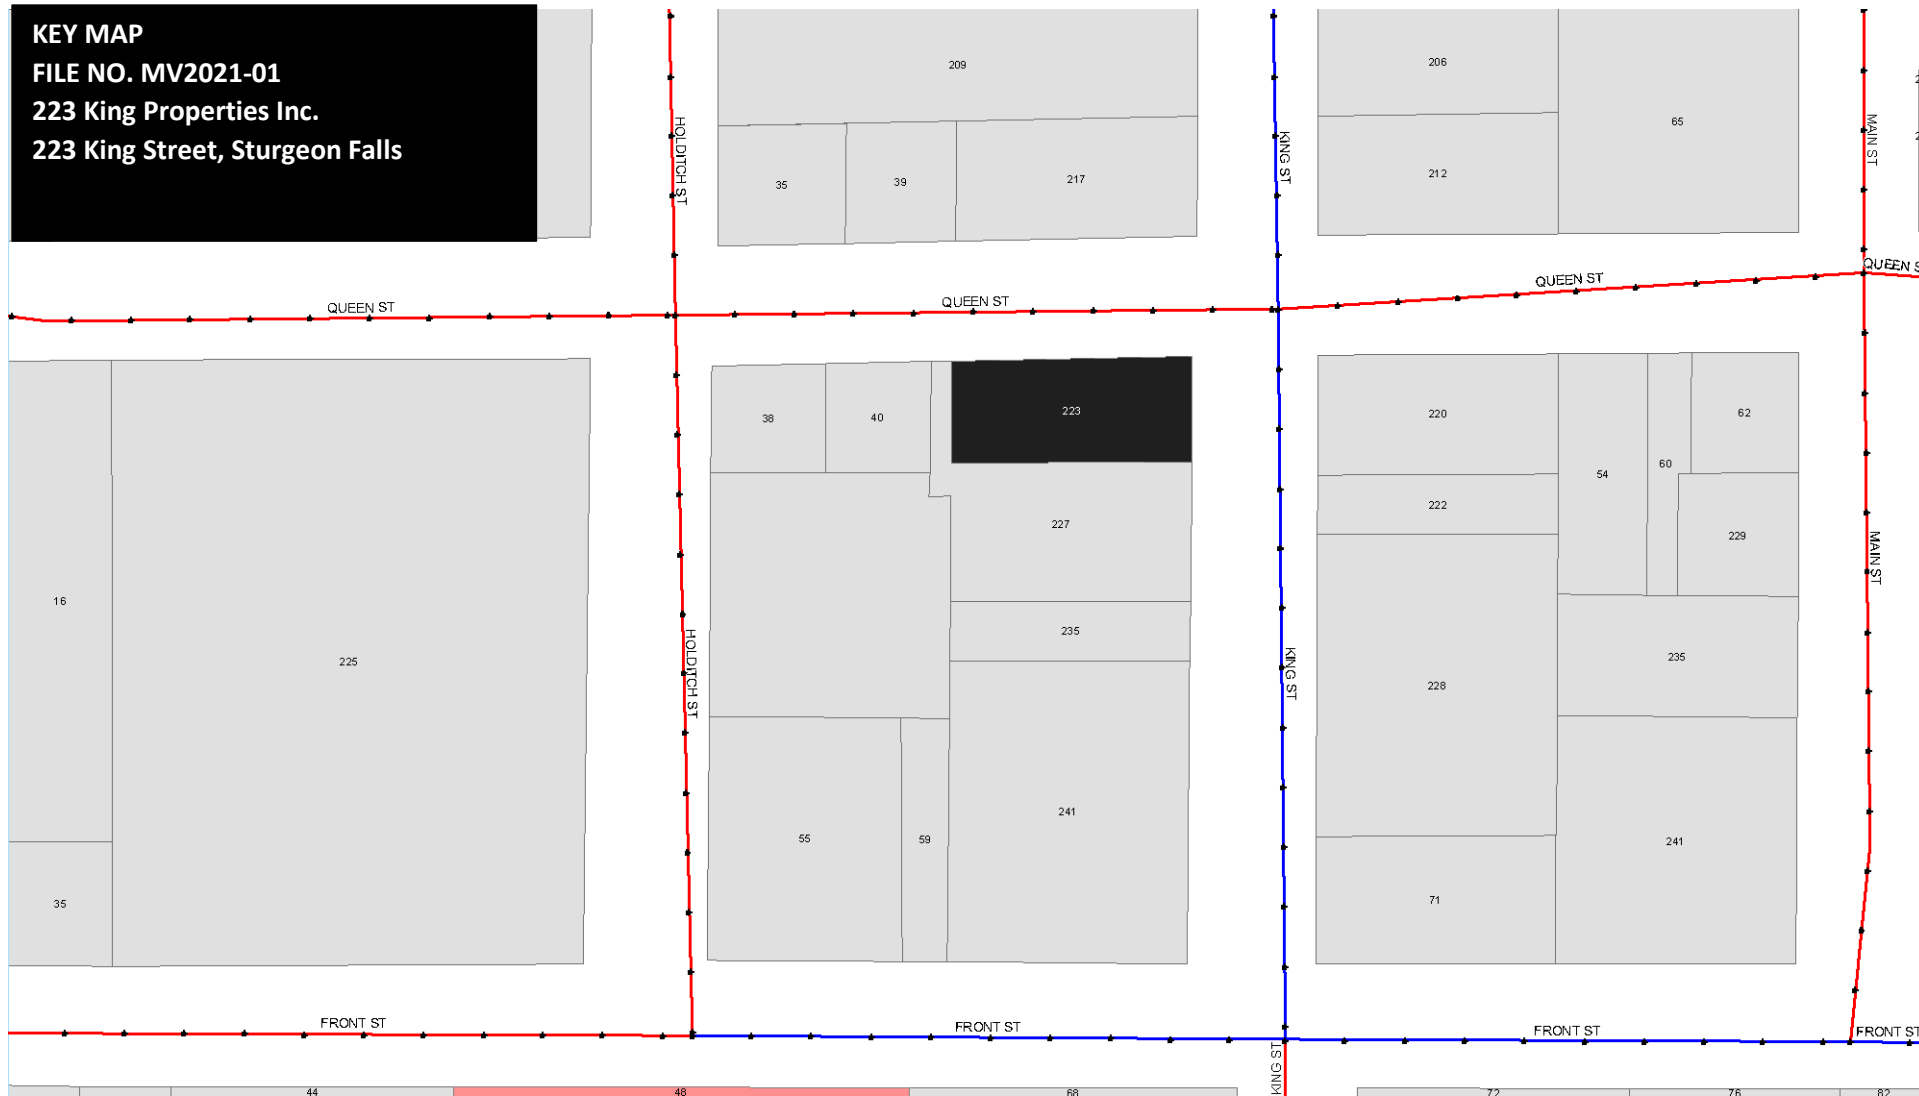 KEY MAP
FILE NO. MV2021-01
223 King Properties Inc.
223 King Street, Sturgeon Falls
209
206
65
HOLDITCH ST
KING ST
MAIN ST
35
39
217
212
QUEEN ST
QUEEN ST
QUEEN ST
QUEEN S
38
40
223
220
54
60
62
222
227
229
MAIN ST
16
225
HOLDITCH ST
235
KING ST
228
235
55
59
241
241
35
71
FRONT ST
FRONT ST
FRONT ST
FRONT ST
KING ST
44
48
68
72
76
82